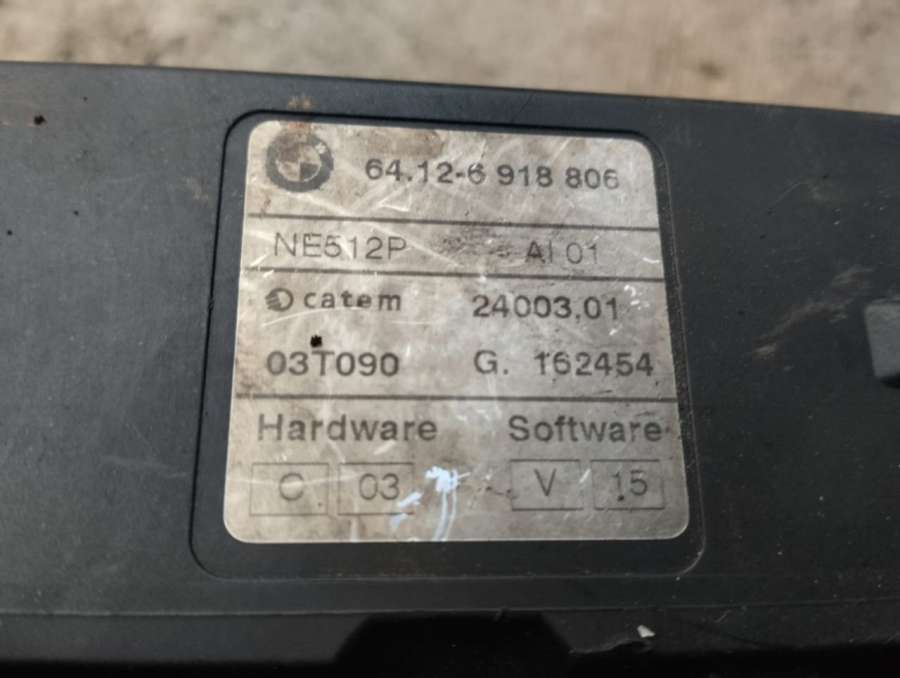 64.12-6 918 806
NE512P AI 01
catem 24003.01
03T090 G. 162454
Hardware Software
C 03 V 15